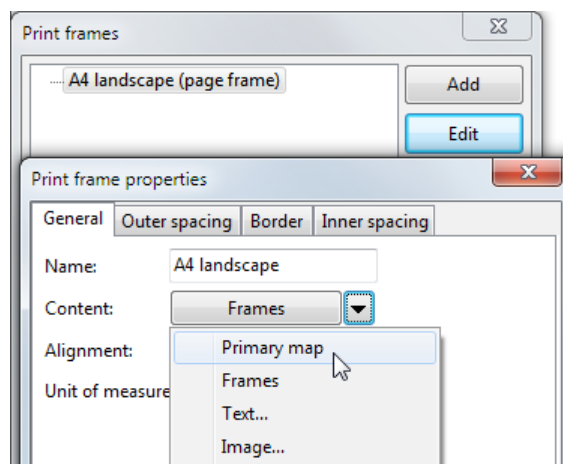 Print frames
A4 landscape (page frame)
Add
Edit
Print frame properties
General Outer spacing Border Inner spacing
Name: A4 landscape
Content: Frames
Alignment: Primary map
Frames
Unit of measure
Text...
Image...